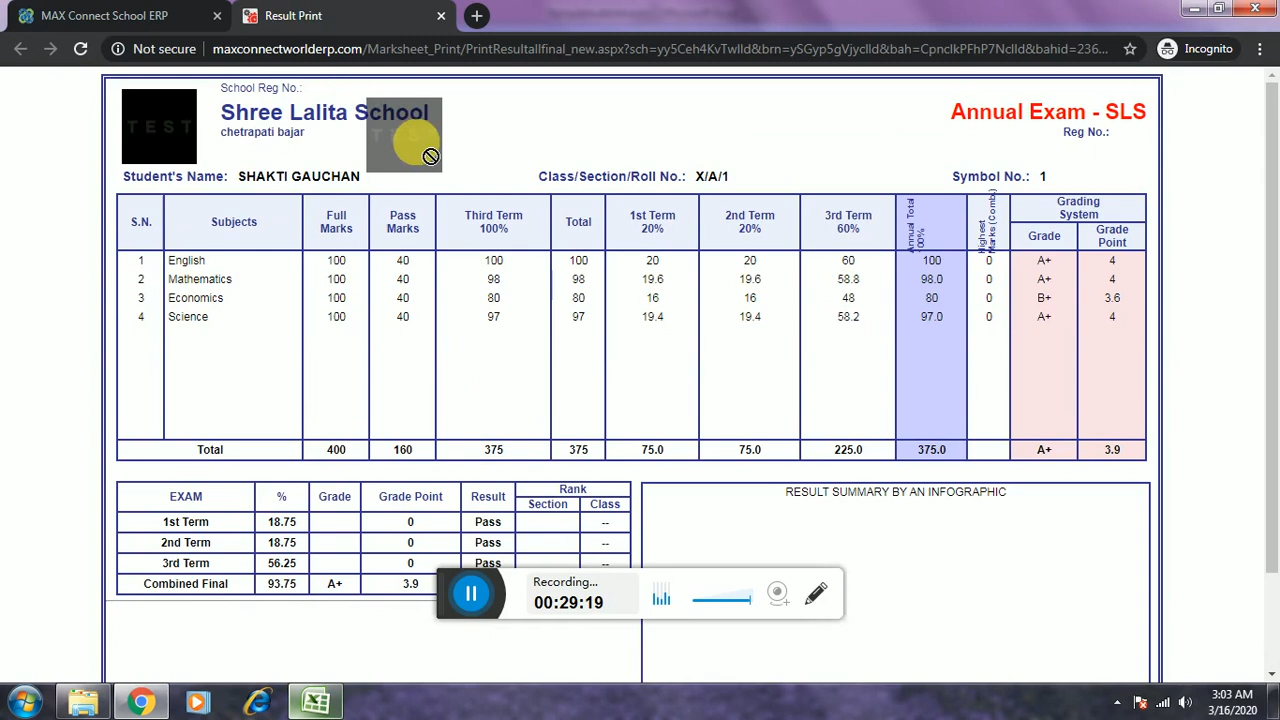 MAX Connect School ERP
Result Print
Not secure
maxconnectworlderp.com/Marksheet_Print/PrintResultallfinal_new.aspx?sch=yy5Ceh4KvTwlld&brn=ySGyp5gVjyclld&bah=CpnclkPFhP7Nclld&bahid=236...
Incognito
School Reg No.:
TEST
Shree Lalita School
chetrapati bajar
Annual Exam - SLS
Reg No.:
Student's Name: SHAKTI GAUCHAN Class/Section/Roll No.: X/A/1 Symbol No.: 1
S.N. Subjects Full Marks Pass Marks Third Term 100% Total 1st Term 20% 2nd Term 20% 3rd Term 60% Annual Total 100% Highest Marks (Comb.) Grading System Grade Grade Point
1 English 100 40 100 100 20 20 60 100 0 A+ 4
2 Mathematics 100 40 98 98 19.6 19.6 58.8 98.0 0 A+ 4
3 Economics 100 40 80 80 16 16 48 80 0 B+ 3.6
4 Science 100 40 97 97 19.4 19.4 58.2 97.0 0 A+ 4
Total 400 160 375 375 75.0 75.0 225.0 375.0 A+ 3.9
EXAM % Grade Grade Point Result Rank Section Class
1st Term 18.75 0 Pass --
2nd Term 18.75 0 Pass --
3rd Term 56.25 0 Pass --
Combined Final 93.75 A+ 3.9
RESULT SUMMARY BY AN INFOGRAPHIC
Recording...
00:29:19
3:03 AM
3/16/2020